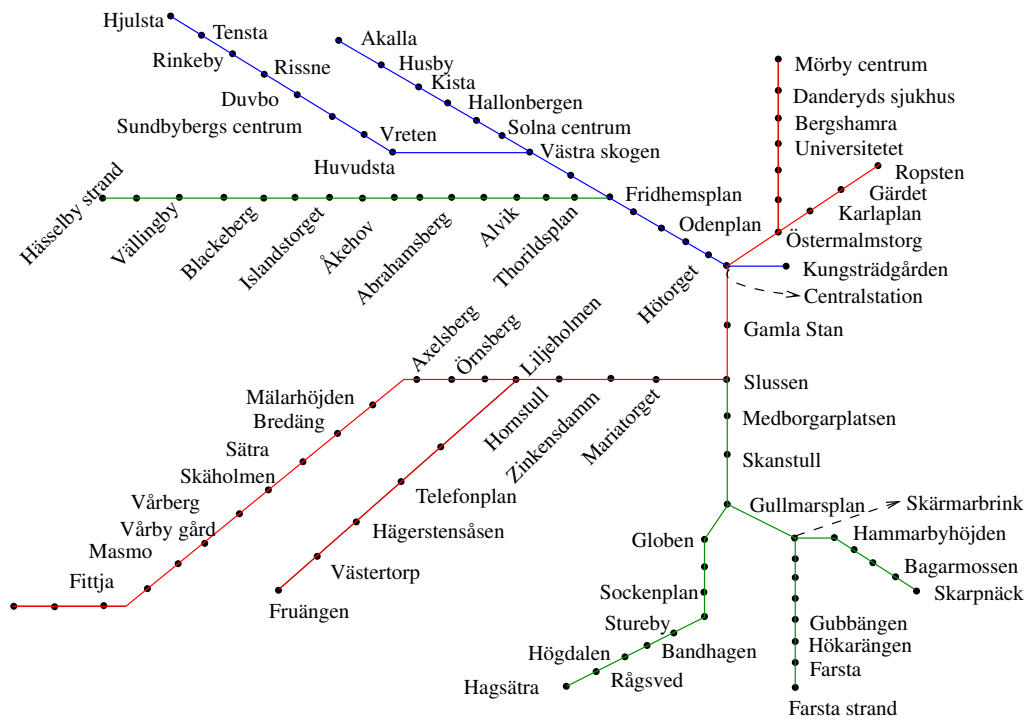 Hjulsta
Tensta
Rinkeby
Rissne
Duvbo
Sundbybergs centrum
Vreten
Huvudsta
Akalla
Husby
Kista
Hallonbergen
Solna centrum
Västra skogen
Fridhemsplan
Odenplan
Hötorget
Mörby centrum
Danderyds sjukhus
Bergshamra
Universitetet
Ropsten
Gärdet
Karlaplan
Östermalmstorg
Kungsträdgården
Centralstation
Hässelby strand
Vällingby
Blackeberg
Islandstorget
Åkehov
Abrahamsberg
Alvik
Thorildsplan
Gamla Stan
Slussen
Medborgarplatsen
Skanstull
Gullmarsplan
Skärmarbrink
Hammarbyhöjden
Bagarmossen
Skarpnäck
Axelsberg
Örnsberg
Liljeholmen
Hornstull
Zinkensdamm
Mariatorget
Mälarhöjden
Bredäng
Sätra
Skäholmen
Vårberg
Vårby gård
Masmo
Fittja
Telefonplan
Hägerstensåsen
Västertorp
Fruängen
Globen
Sockenplan
Stureby
Bandhagen
Högdalen
Rågsved
Hagsätra
Gubbängen
Hökarängen
Farsta
Farsta strand